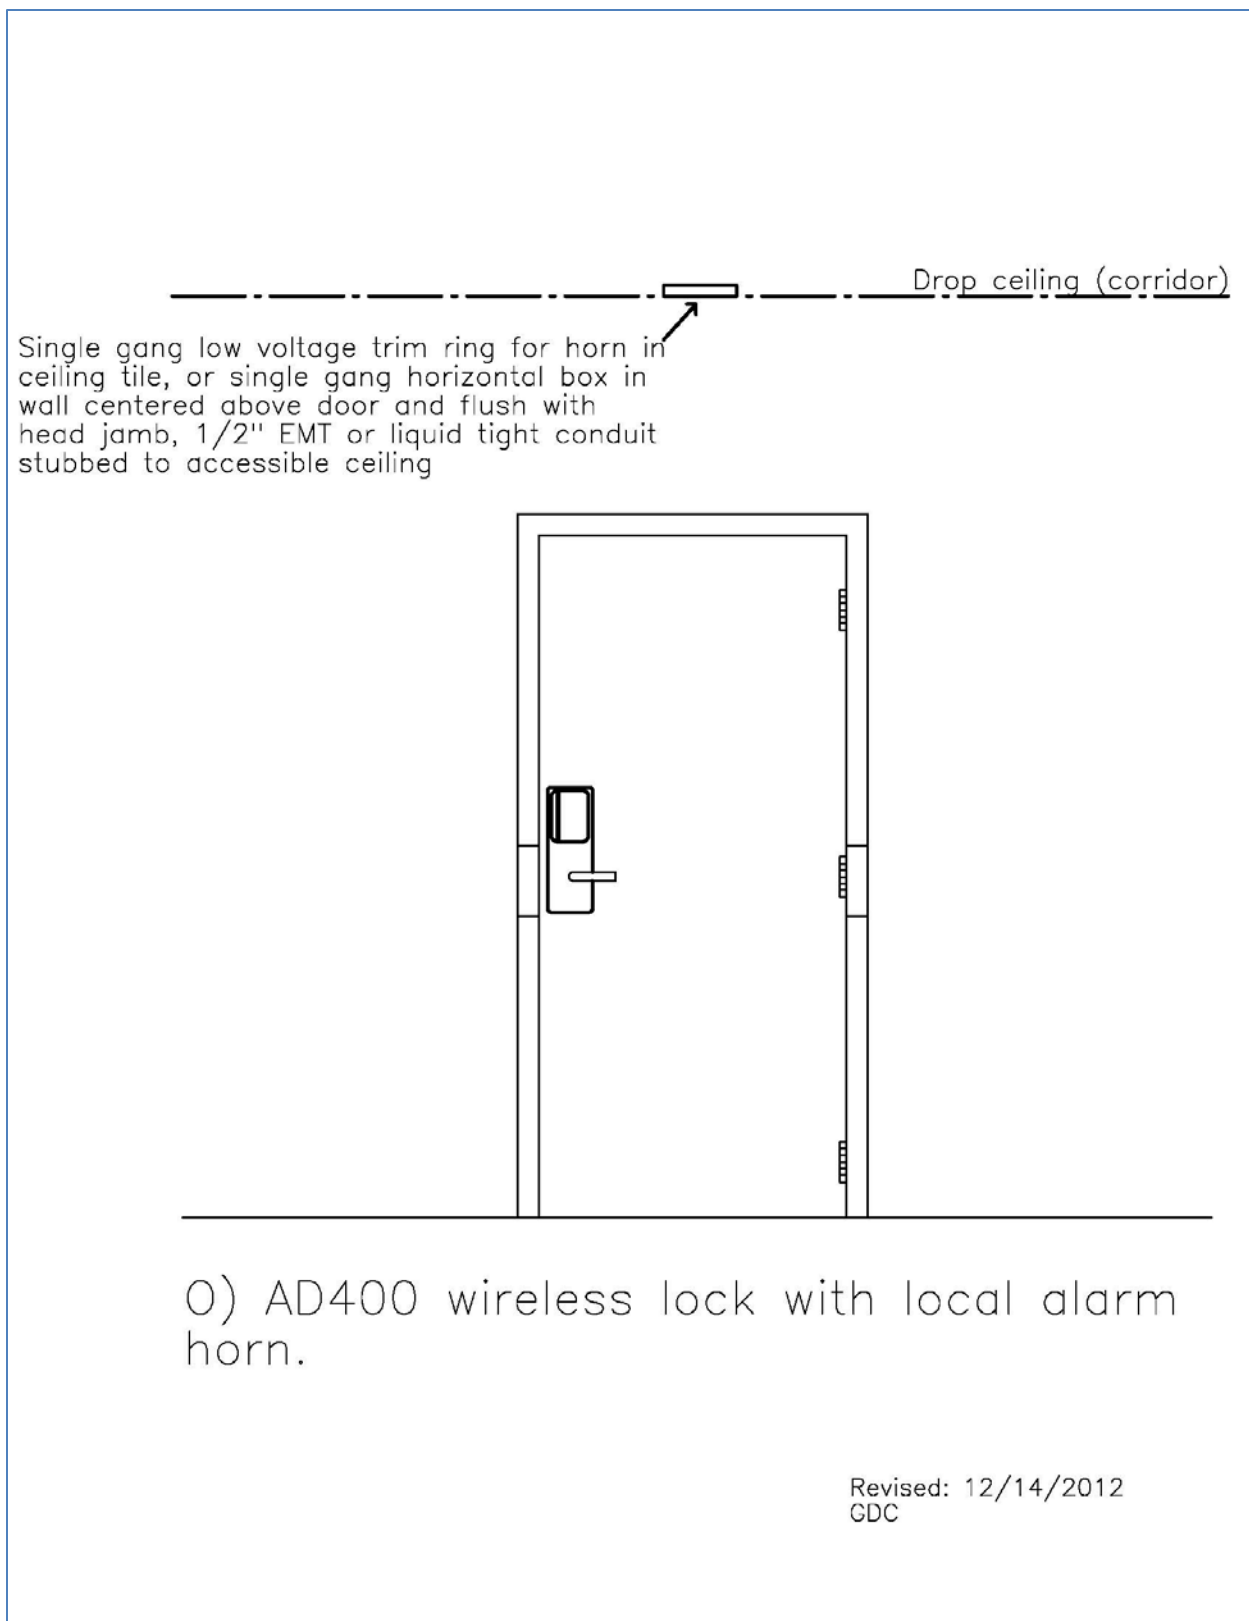 Drop ceiling (corridor)
Single gang low voltage trim ring for horn in
ceiling tile, or single gang horizontal box in
wall centered above door and flush with
head jamb, 1/2" EMT or liquid tight conduit
stubbed to accessible ceiling
O) AD400 wireless lock with local alarm
horn.
Revised: 12/14/2012
GDC